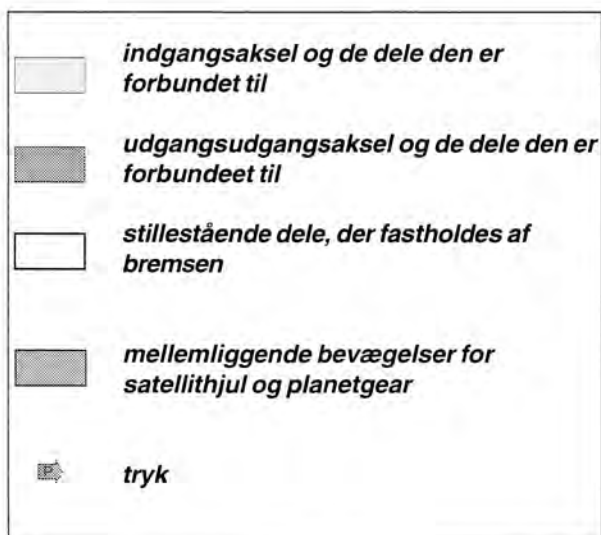 indgangsaksel og de dele den er
forbundet til
udgangsudgangsaksel og de dele den er
forbundeet til
stillestående dele, der fastholdes af
bremsen
mellemliggende bevægelser for
satellithjul og planetgear
P
tryk